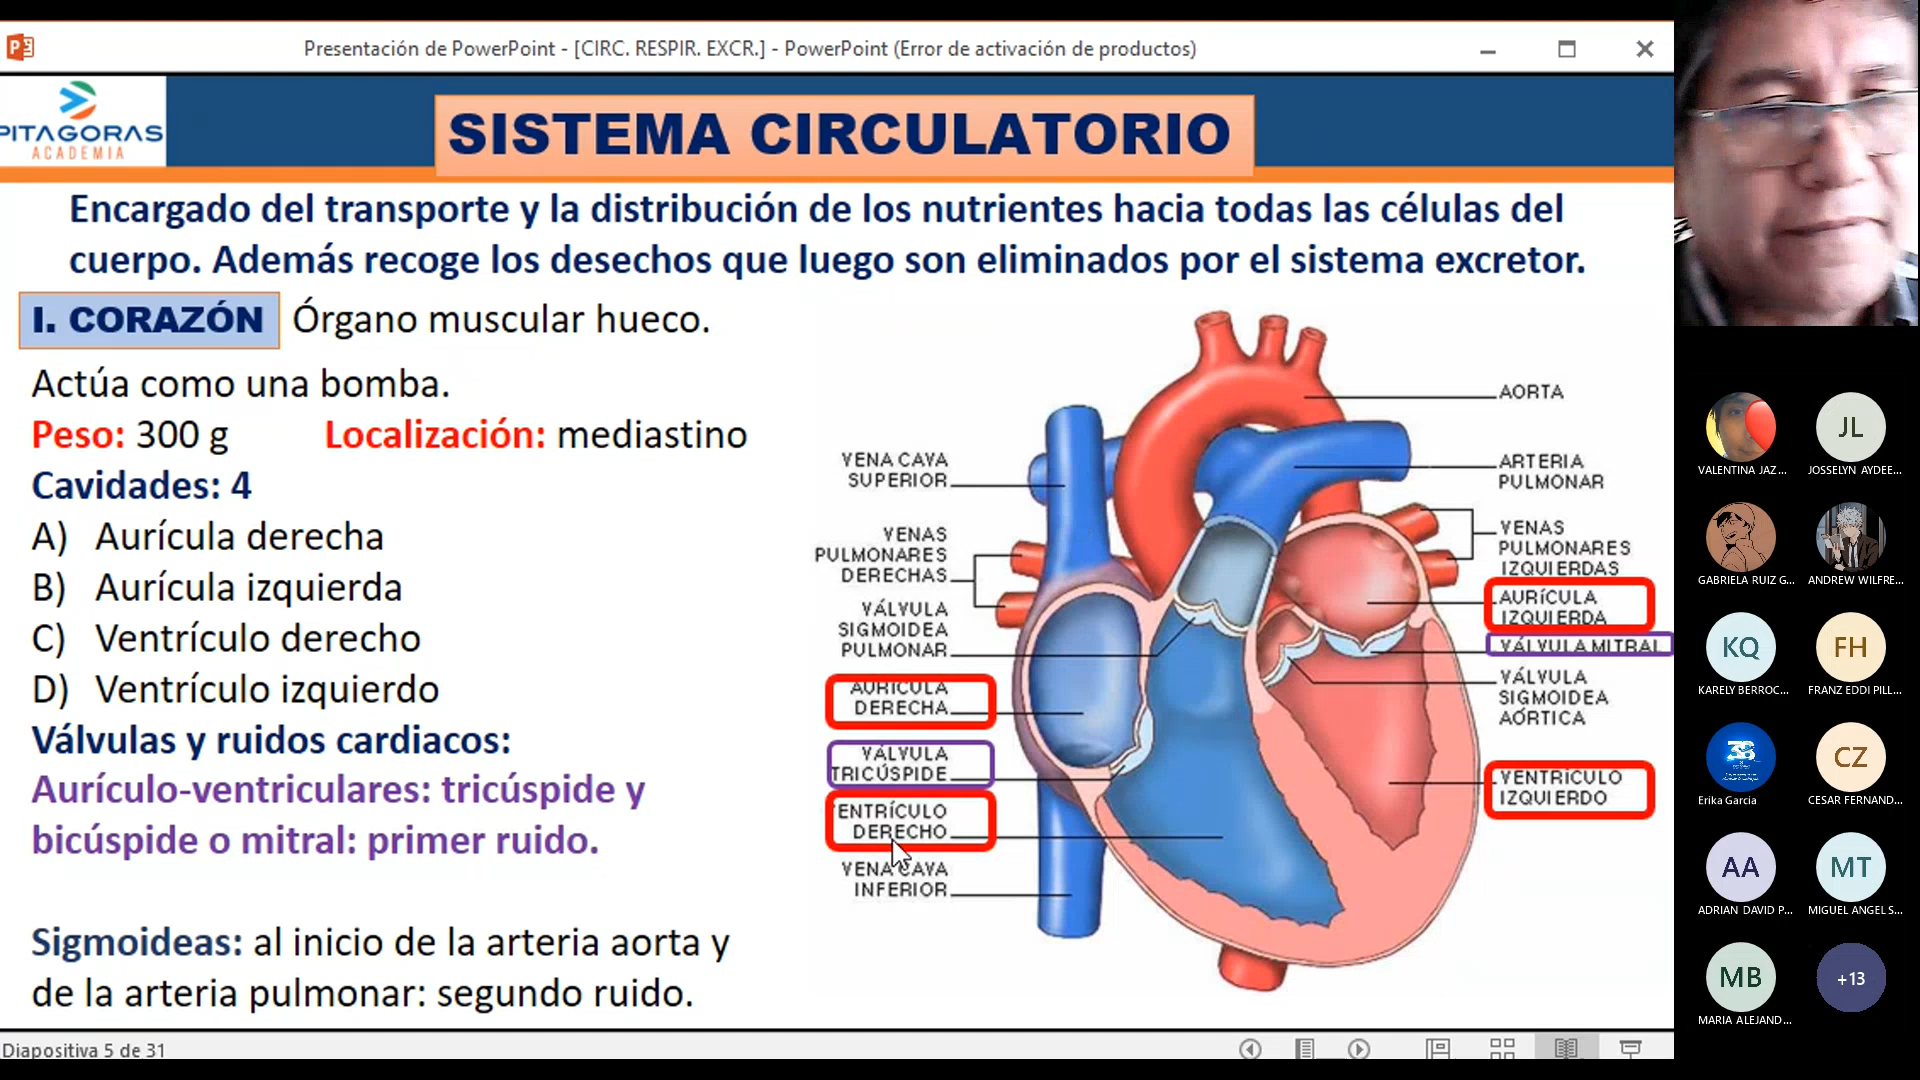 Presentación de PowerPoint - [CIRC. RESPIR. EXCR.] - PowerPoint (Error de activación de productos)
PITAGORAS
ACADEMIA
SISTEMA CIRCULATORIO
Encargado del transporte y la distribución de los nutrientes hacia todas las células del
cuerpo. Además recoge los desechos que luego son eliminados por el sistema excretor.
I. CORAZÓN Órgano muscular hueco.
Actúa como una bomba.
Peso: 300 g Localización: mediastino
Cavidades: 4
A) Aurícula derecha
B) Aurícula izquierda
C) Ventrículo derecho
D) Ventrículo izquierdo
Válvulas y ruidos cardiacos:
Aurículo-ventriculares: tricúspide y
bicúspide o mitral: primer ruido.
Sigmoideas: al inicio de la arteria aorta y
de la arteria pulmonar: segundo ruido.
VENA CAVA
SUPERIOR
VENAS
PULMONARES
DERECHAS
VÁLVULA
SIGMOIDEA
PULMONAR
AURÍCULA
DERECHA
VÁLVULA
TRICÚSPIDE
ENTRÍCULO
DERECHO
VENA CAVA
INFERIOR
AORTA
ARTERIA
PULMONAR
VENAS
PULMONARES
IZQUIERDAS
AURÍCULA
IZQUIERDA
VÁLVULA MITRAL
VÁLVULA
SIGMOIDEA
AÓRTICA
VENTRÍCULO
IZQUIERDO
Diapositiva 5 de 31
VALENTINA JAZ...
JL
JOSSELYN AYDEE...
GABRIELA RUIZ G...
ANDREW WILFRE...
KQ
KARELY BERROC...
FH
FRANZ EDDI PILL...
Erika García
CZ
CESAR FERNAND...
AA
ADRIAN DAVID P...
MT
MIGUEL ANGEL S...
MB
MARIA ALEJAND...
+13